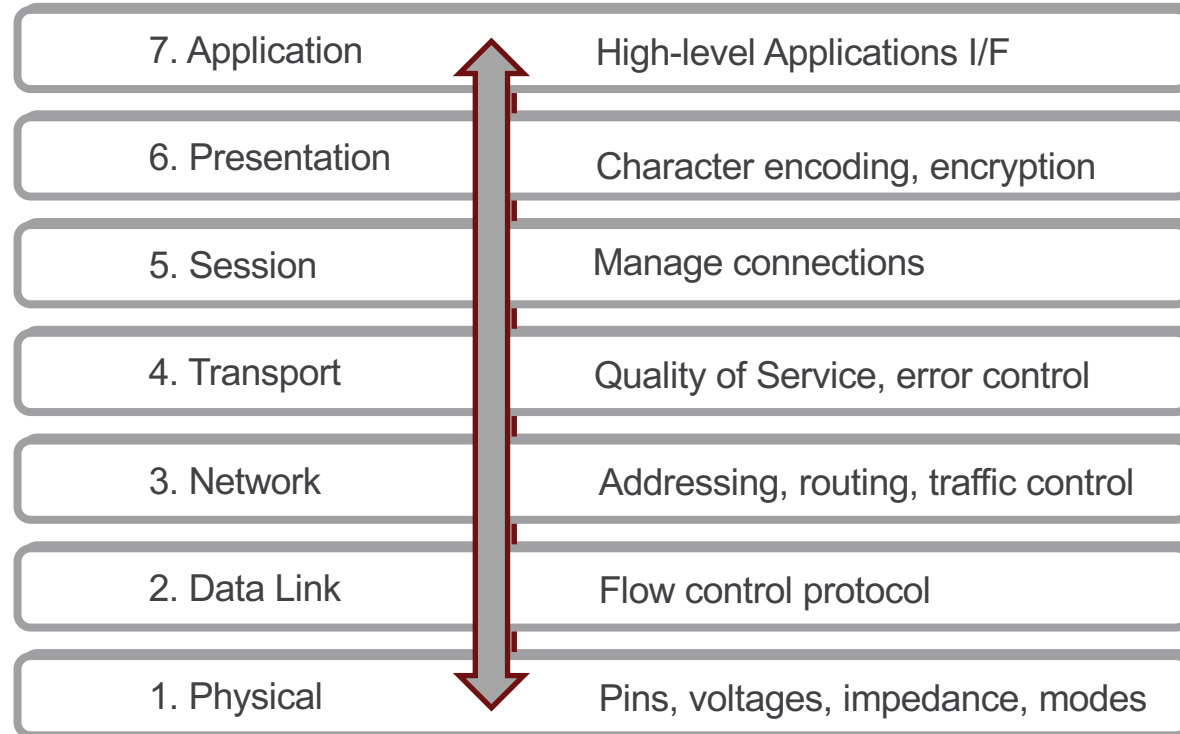 7. Application
High-level Applications I/F
6. Presentation
Character encoding, encryption
5. Session
Manage connections
4. Transport
Quality of Service, error control
3. Network
Addressing, routing, traffic control
2. Data Link
Flow control protocol
1. Physical
Pins, voltages, impedance, modes